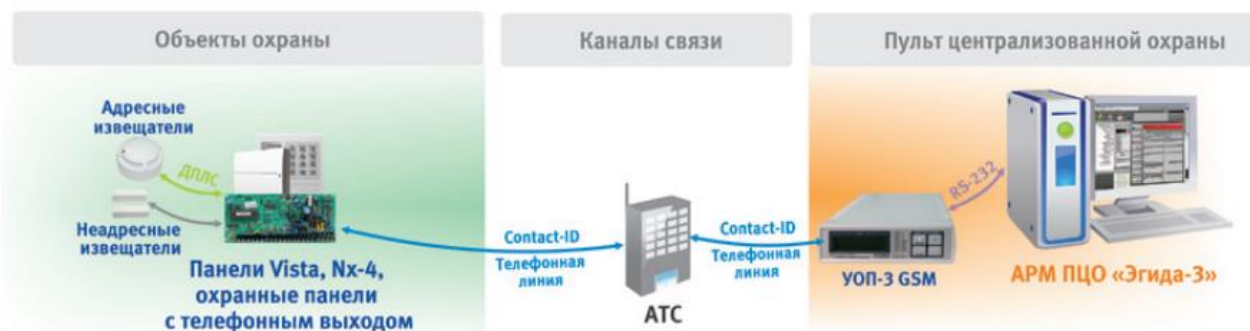 Объекты охраны
Каналы связи
Пульт централизованной охраны
Адресные
извещатели
ДПЛС
Неадресные
извещатели
Панели Vista, Nx-4,
охранные панели
с телефонным выходом
Contact-ID
Телефонная
линия
АТС
Contact-ID
Телефонная
линия
УОП-3 GSM
RS-232
АРМ ПЦО «Эгида-3»